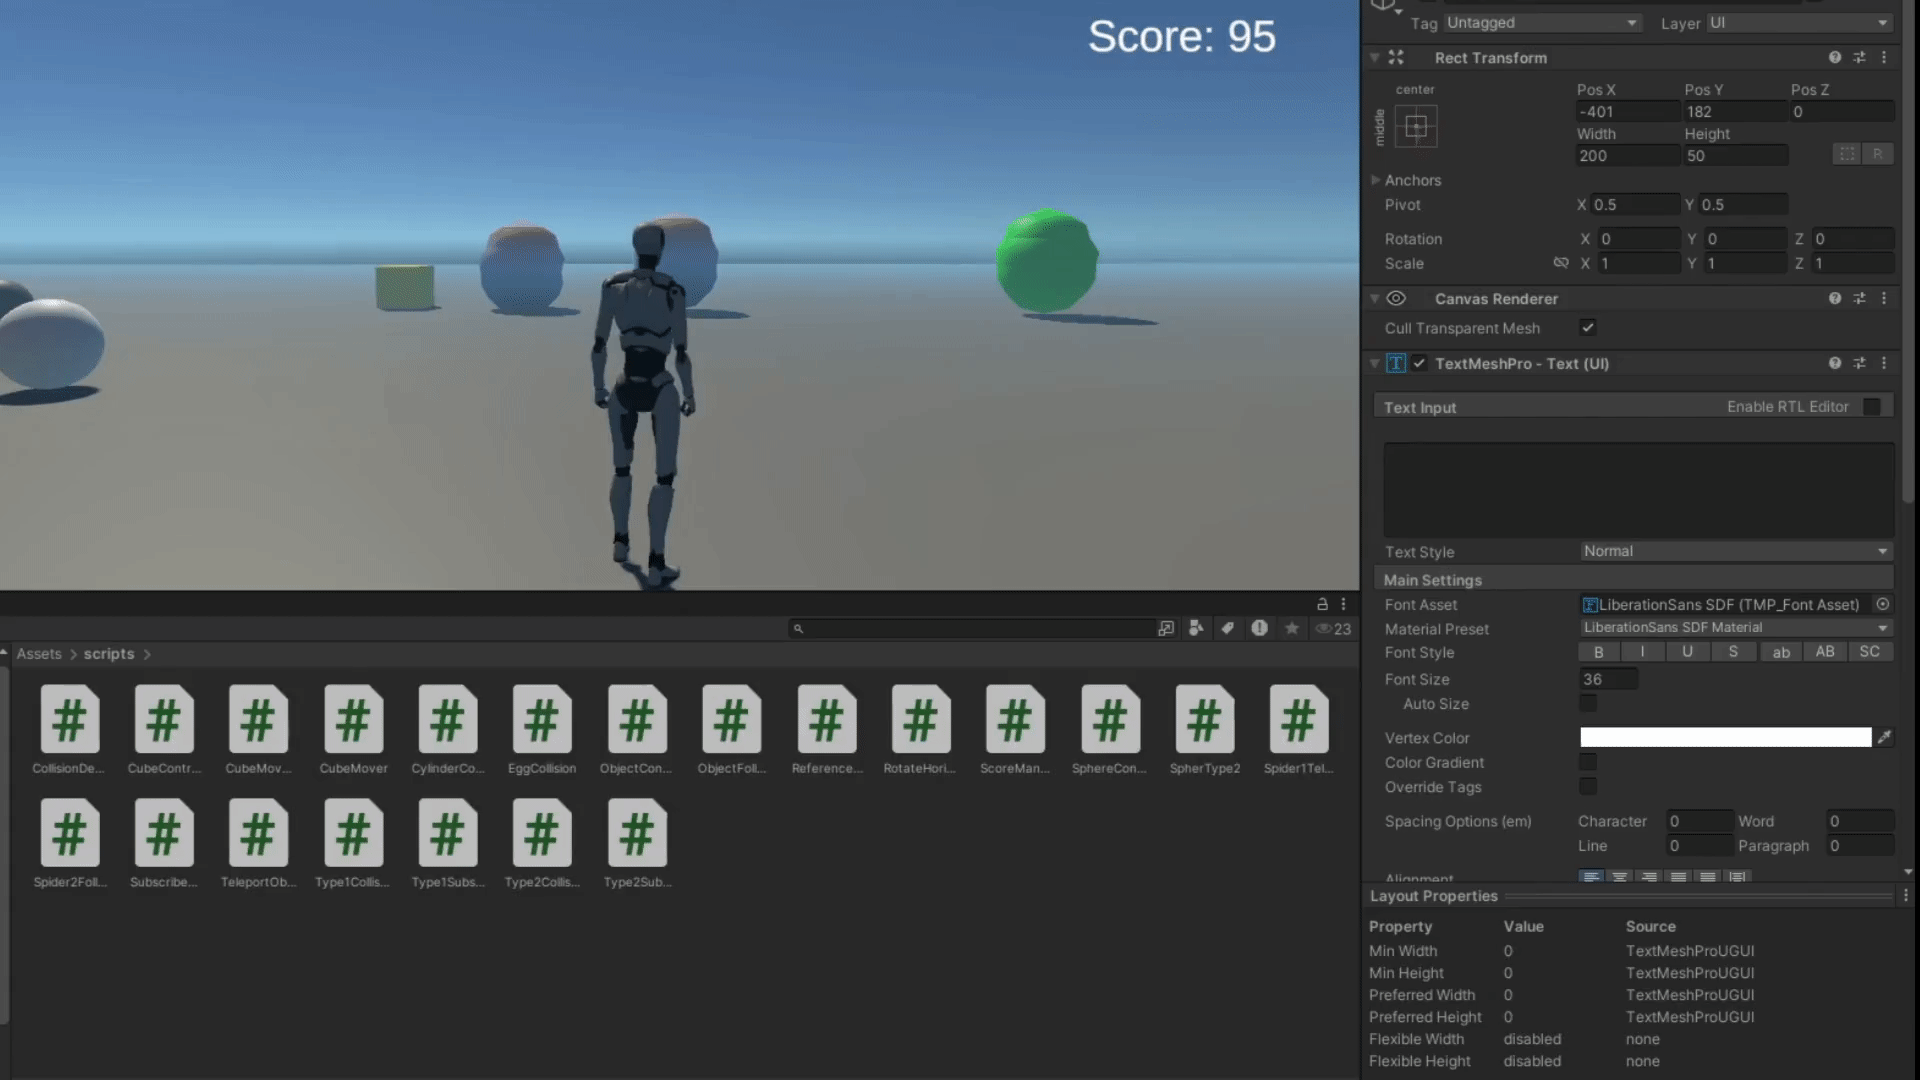 Score: 95
Tag Untagged Layer UI
Rect Transform
center
middle
Pos X Pos Y Pos Z
-401 182 0
Width Height
200 50
R
Anchors
Pivot X 0.5 Y 0.5
Rotation X 0 Y 0 Z 0
Scale X 1 Y 1 Z 1
Canvas Renderer
Cull Transparent Mesh
TextMeshPro - Text (UI)
Text Input Enable RTL Editor
Text Style Normal
Main Settings
Font Asset LiberationSans SDF (TMP_Font Asset)
Material Preset LiberationSans SDF Material
Font Style B I U S ab AB SC
Font Size 36
Auto Size
Vertex Color
Color Gradient
Override Tags
Spacing Options (em) Character 0 Word 0
Line 0 Paragraph 0
Alignment
Layout Properties
Property Value Source
Min Width 0 TextMeshProUGUI
Min Height 0 TextMeshProUGUI
Preferred Width 0 TextMeshProUGUI
Preferred Height 0 TextMeshProUGUI
Flexible Width disabled none
Flexible Height disabled none
23
Assets > scripts >
CollisionDe... CubeContr... CubeMov... CubeMover CylinderCo... EggCollision ObjectCon... ObjectFoll... Reference... RotateHori... ScoreMan... SphereCon... SpherType2 Spider1Tel...
Spider2Foll... Subscribe... TeleportOb... Type1Collis... Type1Subs... Type2Collis... Type2Sub...